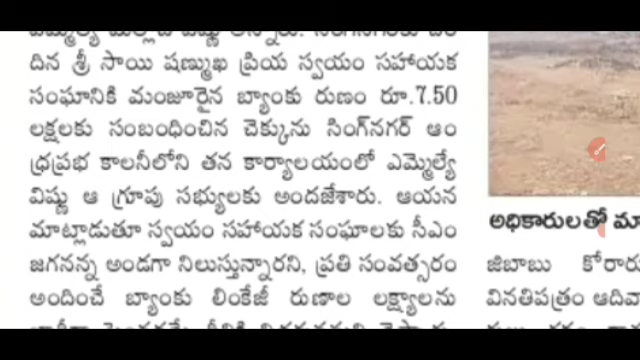 దిన శ్రీ సాయి షణ్ముఖ ప్రియ స్వయం సహాయక
సంఘానికి మంజూరైన బ్యాంకు రుణం రూ.7.50
లక్షలకు సంబంధించిన చెక్కును సింగ్‌నగర్ ఆం
ధ్రప్రభ కాలనీలోని తన కార్యాలయంలో ఎమ్మెల్యే
విష్ణు ఆ గ్రూపు సభ్యులకు అందజేశారు. ఆయన
మాట్లాడుతూ స్వయం సహాయక సంఘాలకు సీఎం
జగనన్న అండగా నిలుస్తున్నారని, ప్రతి సంవత్సరం
అందించే బ్యాంకు లింకేజీ రుణాల లక్ష్యాలను
అధికారులతో మా
జిబాబు కోరారు
వినతిపత్రం ఆదివా